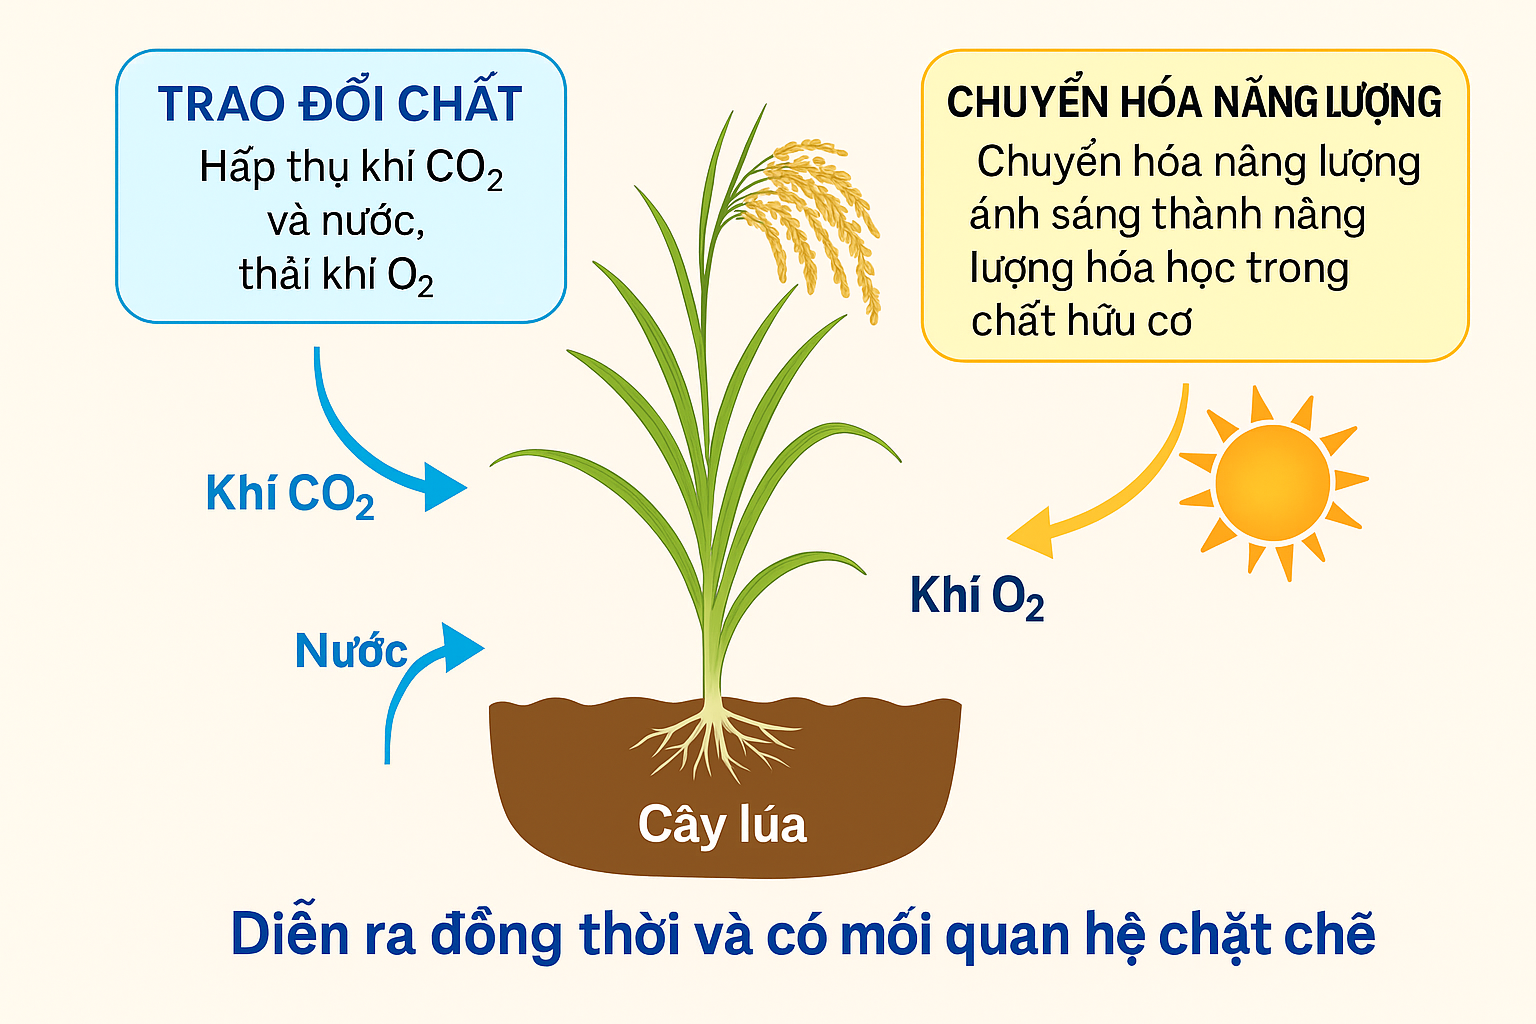 TRAO ĐỔI CHẤT
Hấp thụ khí CO₂
và nước,
thải khí O₂
CHUYỂN HÓA NĂNG LƯỢNG
Chuyển hóa nâng lượng
ánh sáng thành nâng
lượng hóa học trong
chất hữu cơ
Khí CO₂
Khí O₂
Nước
Cây lúa
Diễn ra đồng thời và có mối quan hệ chặt chẽ